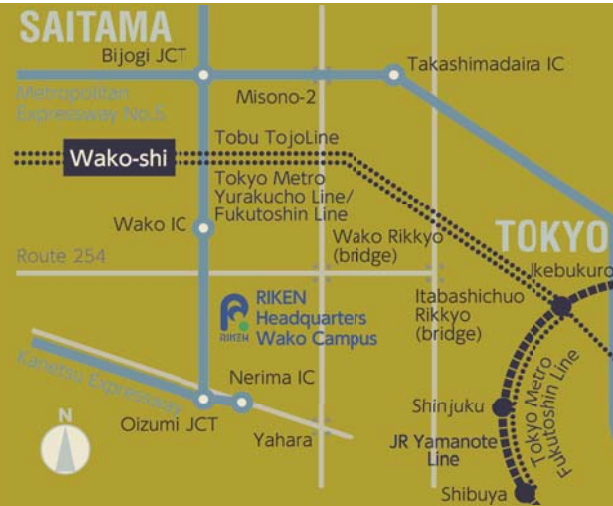 SAITAMA
Bijogi JCT
Takashimadaira IC
Metropolitan
Expressway No.5
Misono-2
Tobu TojoLine
Wako-shi
Tokyo Metro
Yurakucho Line/
Fukutoshin Line
Wako IC
Wako Rikkyo
(bridge)
TOKYO
Route 254
Ikebukuro
RIKEN
Headquarters
Wako Campus
RIKEN
Itabashichuo
Rikkyo
(bridge)
Kanetsu Expressway
Nerima IC
Oizumi JCT
Yahara
N
Shinjuku
Tokyo Metro
Fukutoshin Line
JR Yamanote
Line
Shibuya